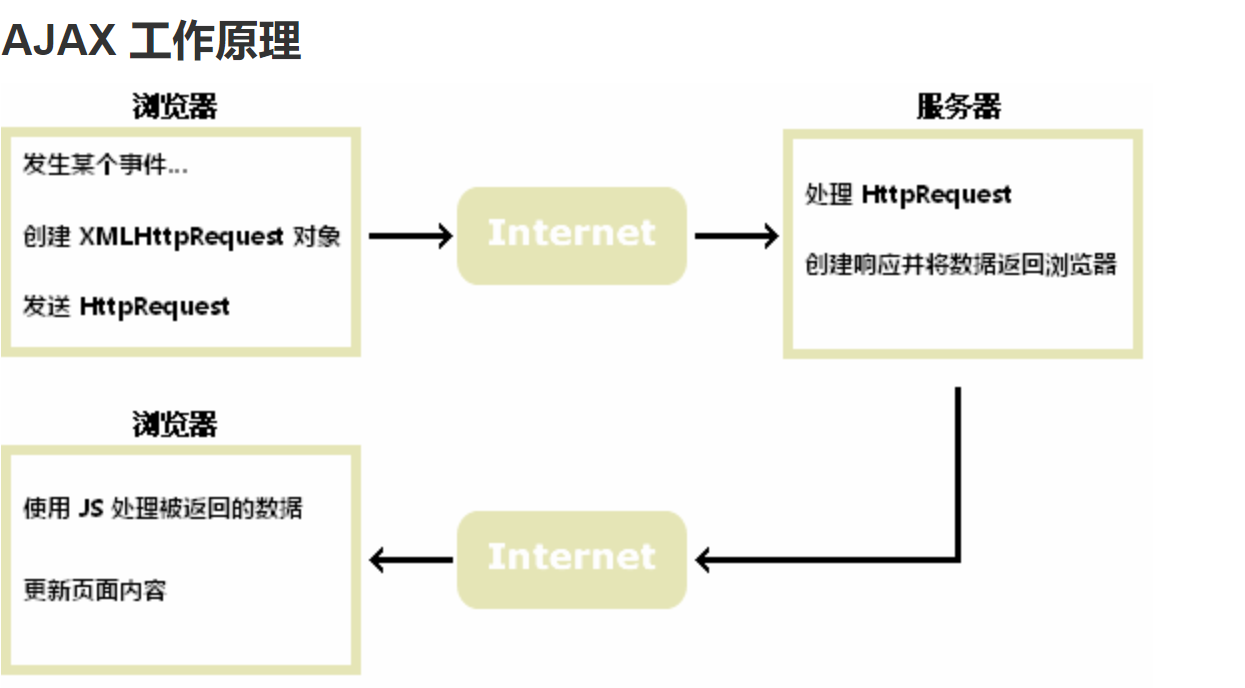 AJAX 工作原理
浏览器
发生某个事件...
创建 XMLHttpRequest 对象
发送 HttpRequest
Internet
服务器
处理 HttpRequest
创建响应并将数据返回浏览器
Internet
浏览器
使用 JS 处理被返回的数据
更新页面内容